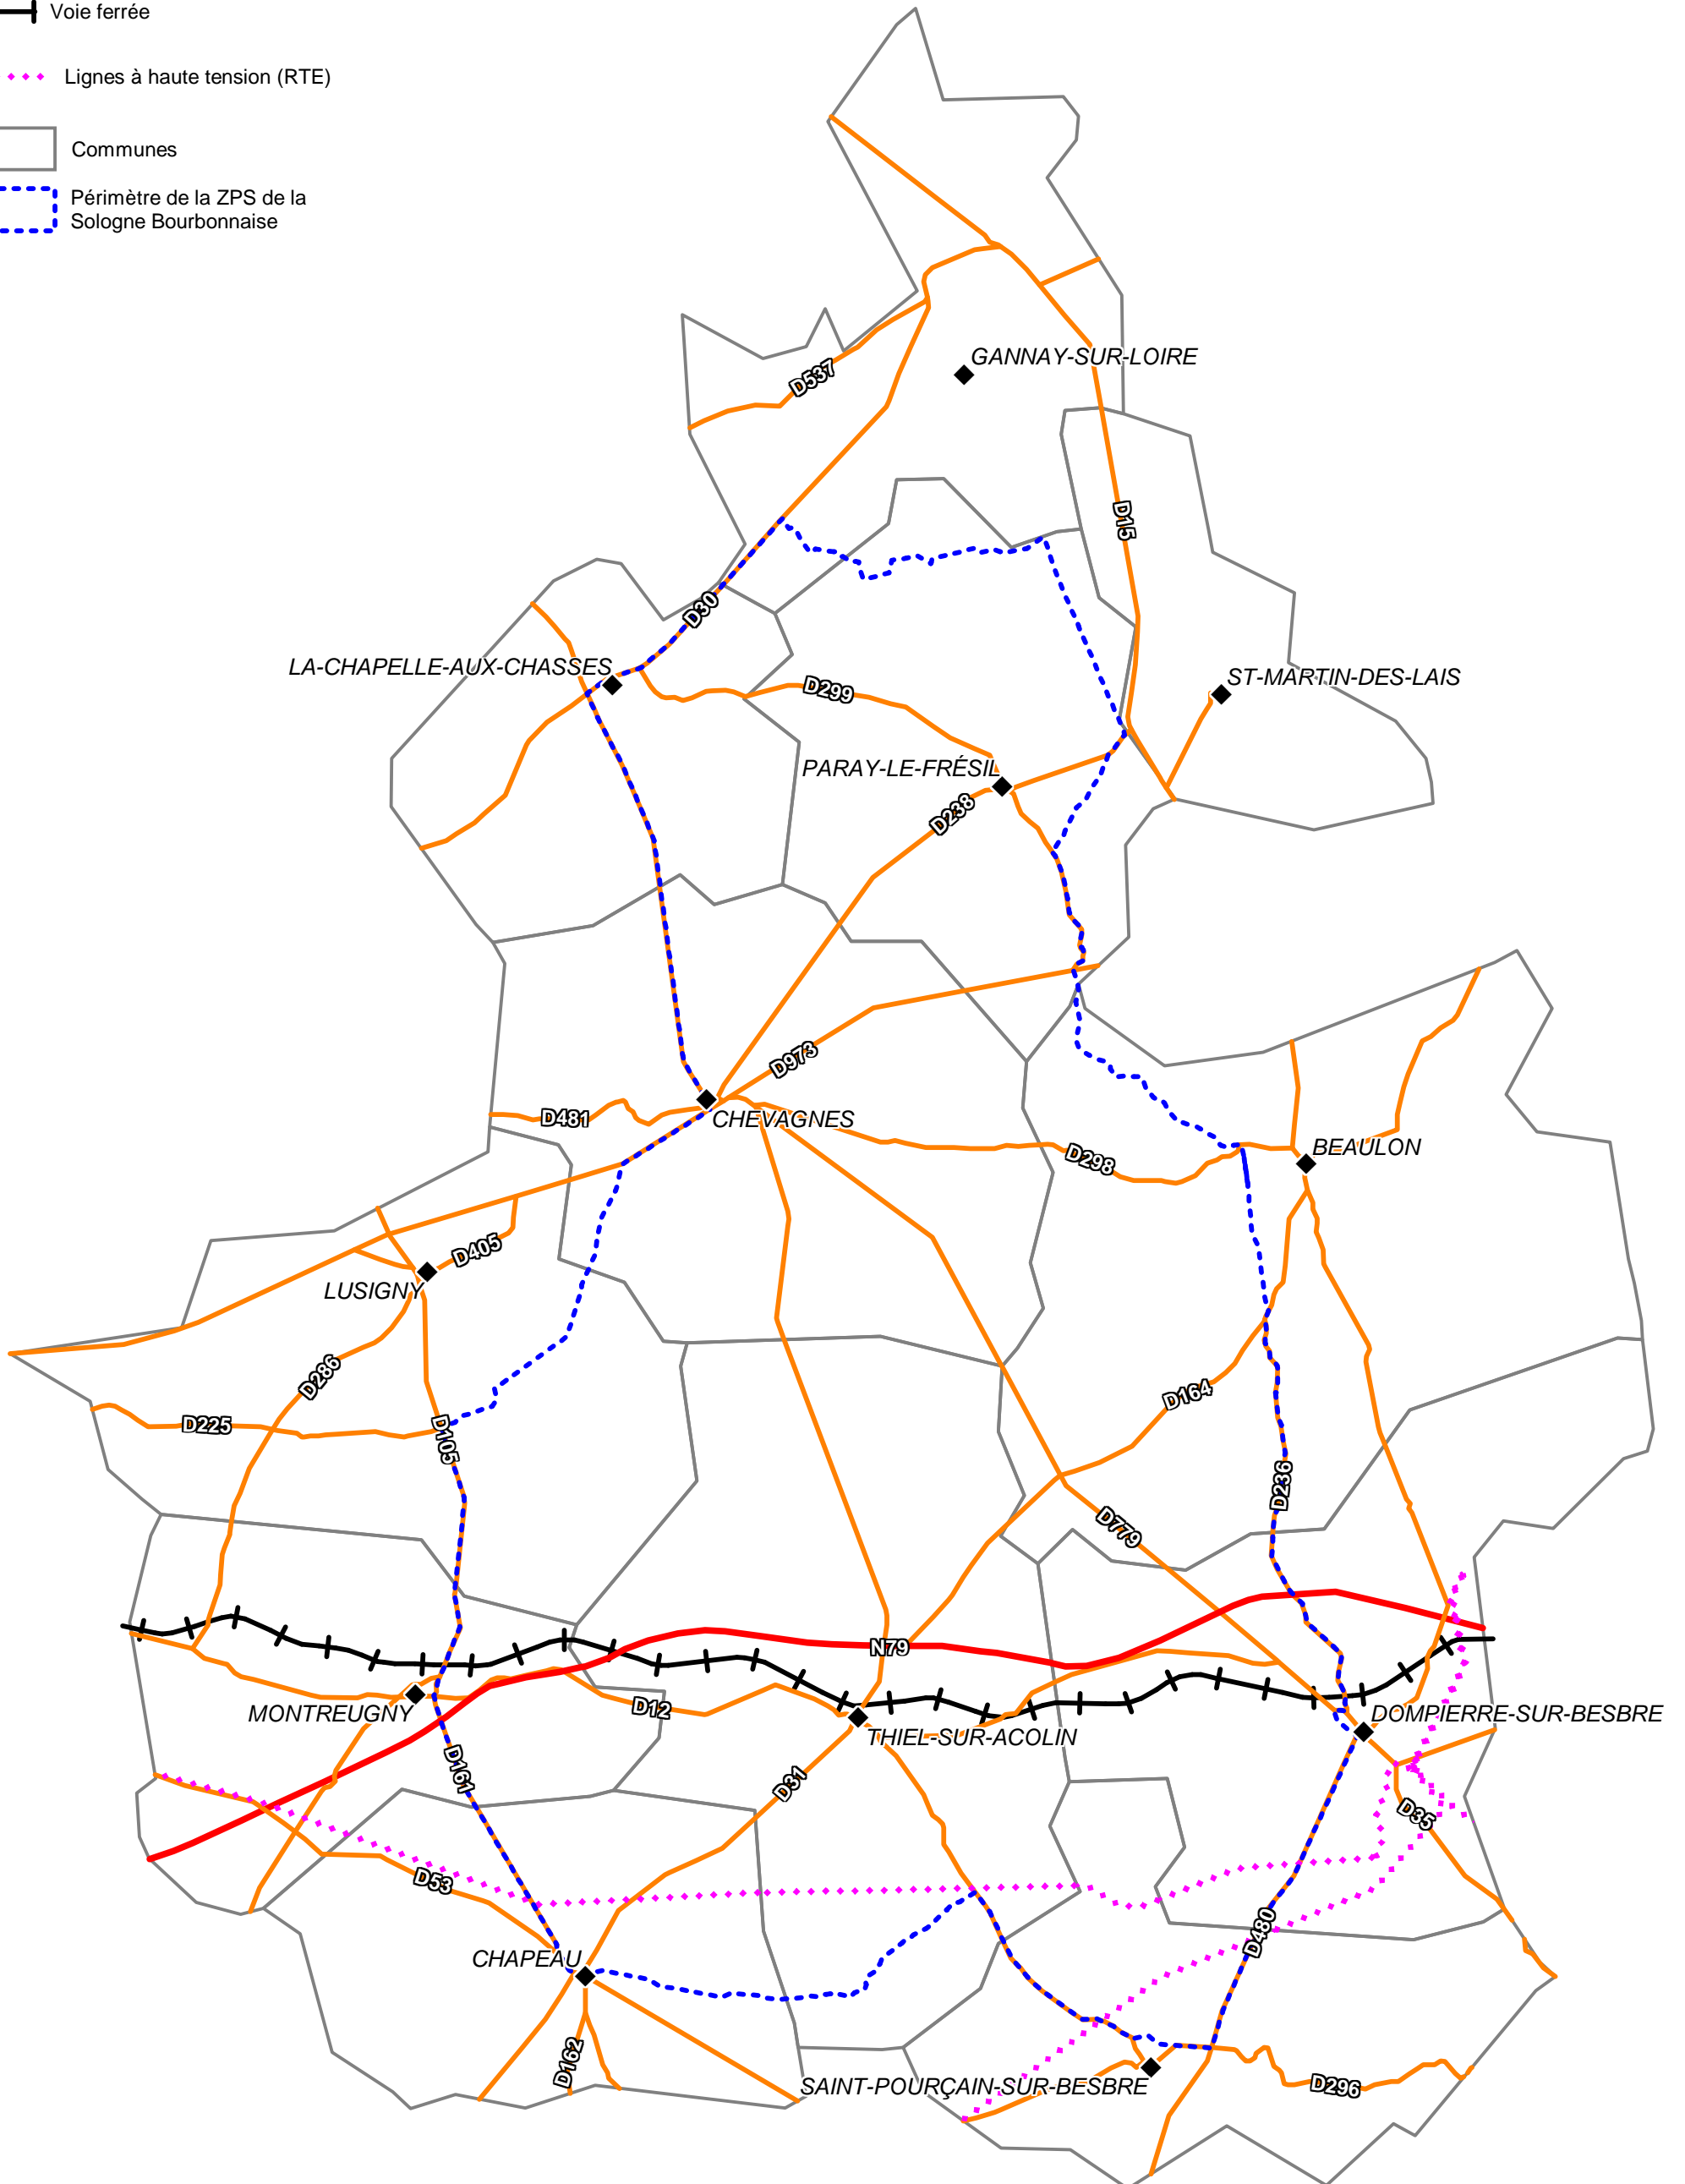 Voie ferrée
Lignes à haute tension (RTE)
Communes
Périmètre de la ZPS de la
Sologne Bourbonnaise
GANNAY-SUR-LOIRE
D537
D15
D30
LA-CHAPELLE-AUX-CHASSES
ST-MARTIN-DES-LAIS
D299
PARAY-LE-FRÉSIL
D238
D973
D481
CHEVAGNES
D298
BEAULON
D405
LUSIGNY
D286
D164
D225
D105
D236
D779
N79
MONTREUGNY
D12
DOMPIERRE-SUR-BESBRE
THIEL-SUR-ACOLIN
D161
D31
D35
D53
D480
CHAPEAU
D162
SAINT-POURÇAIN-SUR-BESBRE
D296